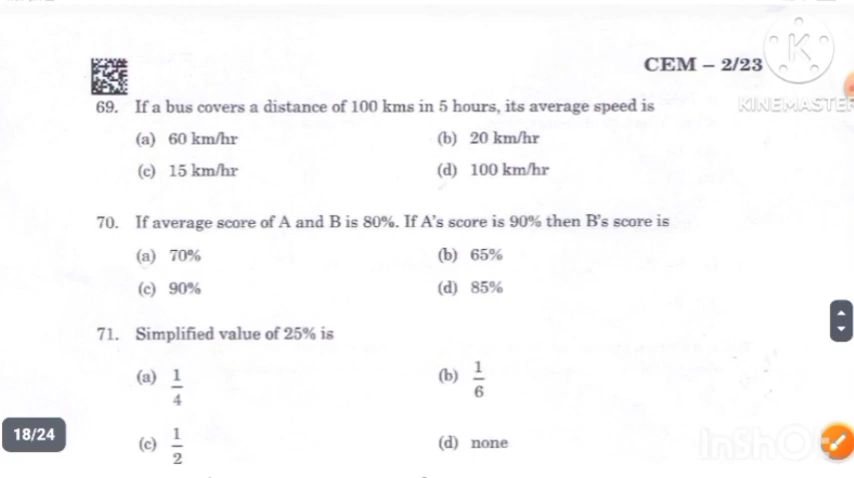 CEM – 2/23
K
KINEMASTER
69. If a bus covers a distance of 100 kms in 5 hours, its average speed is
(a) 60 km/hr (b) 20 km/hr
(c) 15 km/hr (d) 100 km/hr
70. If average score of A and B is 80%. If A's score is 90% then B's score is
(a) 70% (b) 65%
(c) 90% (d) 85%
71. Simplified value of 25% is
(a) 1/4 (b) 1/6
(c) 1/2 (d) none
18/24
InShO